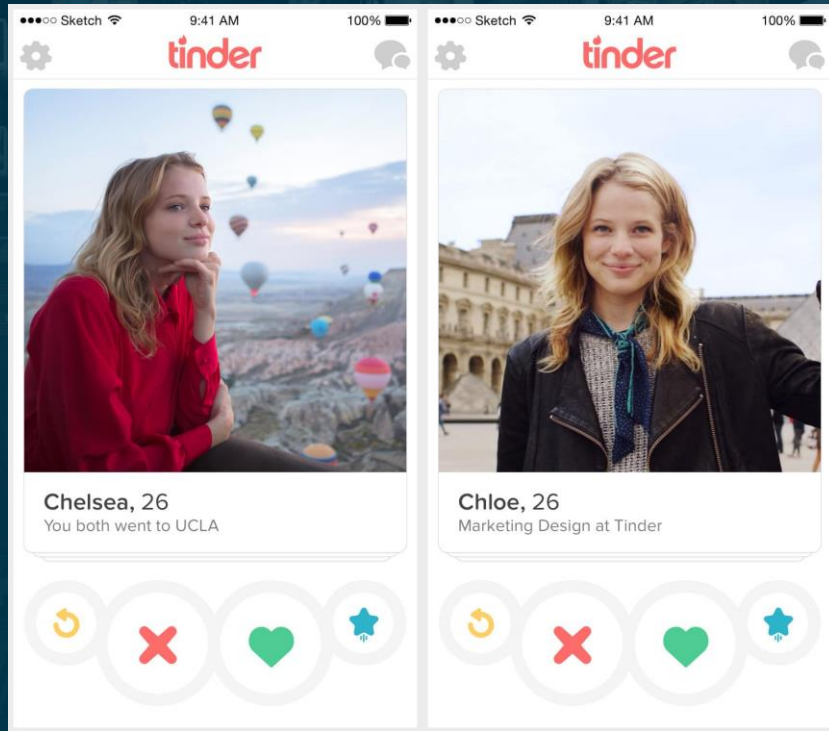 Sketch 9:41 AM 100%
tinder
Chelsea, 26
You both went to UCLA
Sketch 9:41 AM 100%
tinder
Chloe, 26
Marketing Design at Tinder